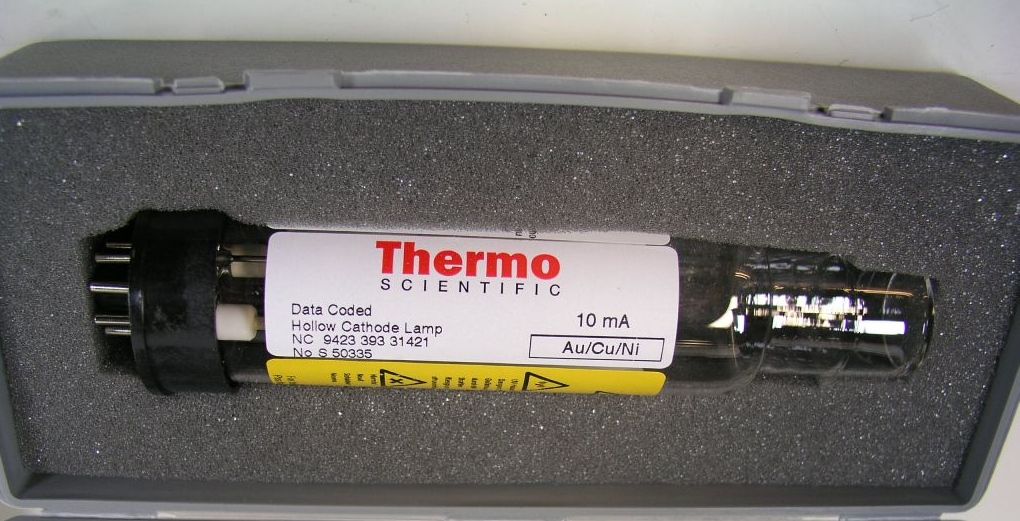 Thermo
SCIENTIFIC
Data Coded
Hollow Cathode Lamp
NC 9423 393 31421
No S 50335
10 mA
Au/Cu/Ni